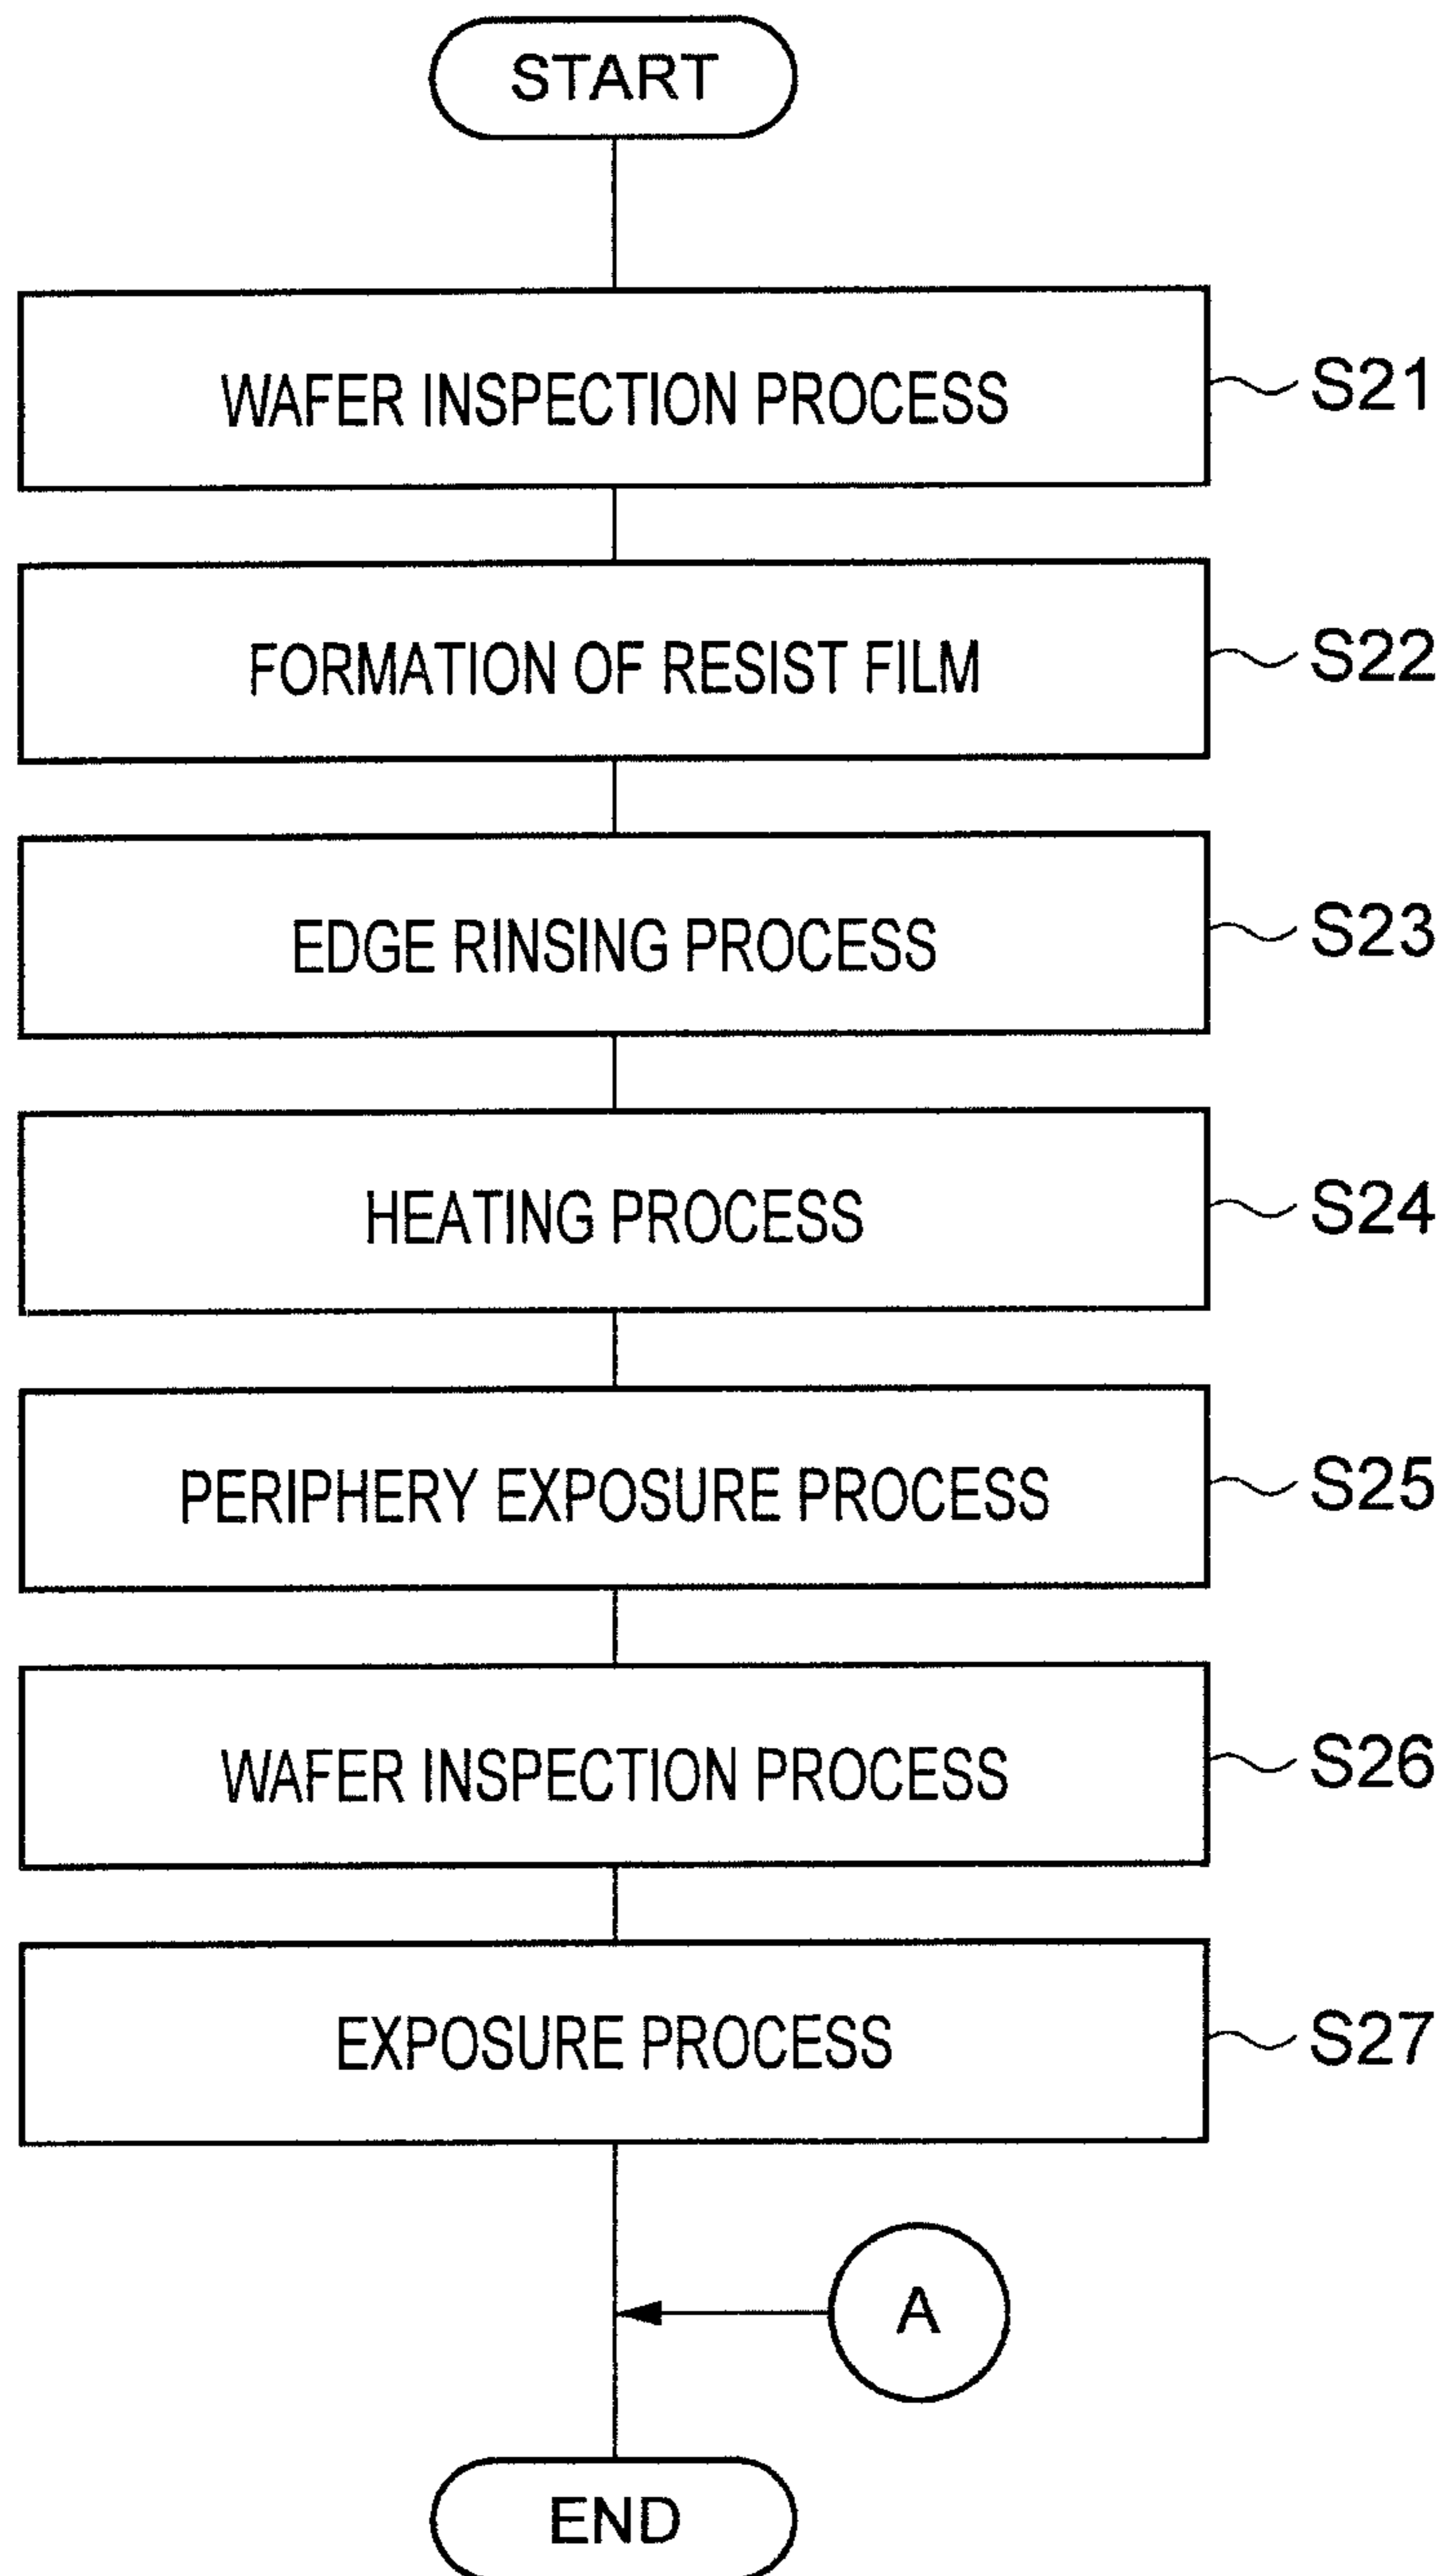 START
WAFER INSPECTION PROCESS
S21
FORMATION OF RESIST FILM
S22
EDGE RINSING PROCESS
S23
HEATING PROCESS
S24
PERIPHERY EXPOSURE PROCESS
S25
WAFER INSPECTION PROCESS
S26
EXPOSURE PROCESS
S27
A
END